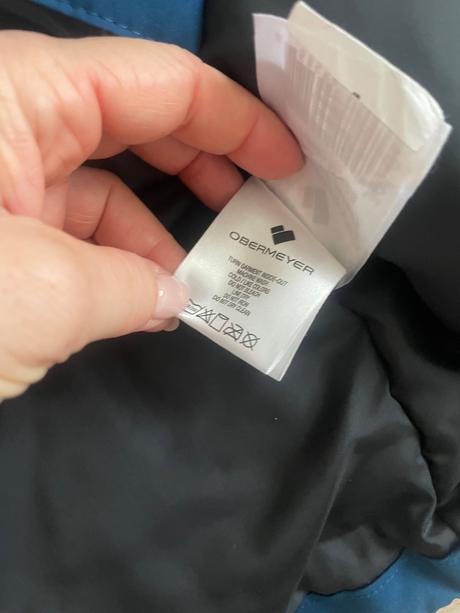 OBERMEYER
TURN GARMENT INSIDE-OUT
MACHINE WASH
COLD LIKE COLORS
DO NOT BLEACH
LINE DRY
DO NOT IRON
DO NOT DRY CLEAN